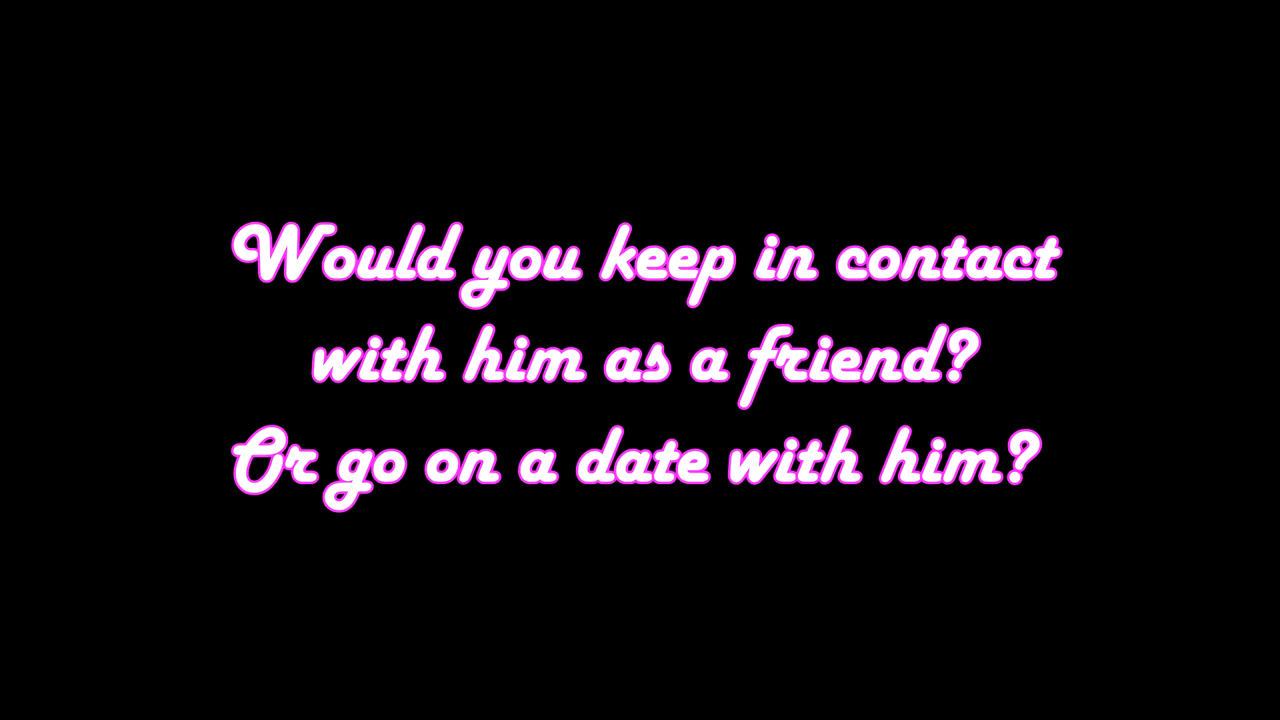 Would you keep in contact
with him as a friend?
Or go on a date with him?